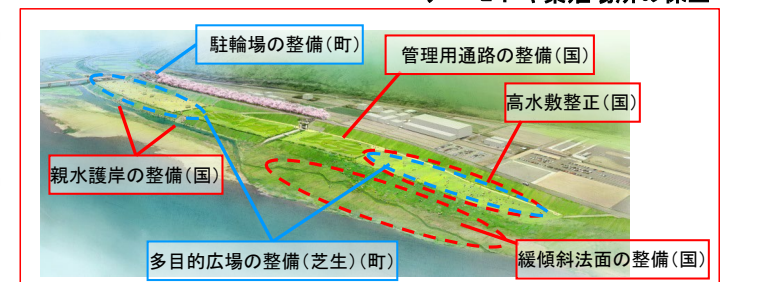 駐輪場の整備(町)
管理用通路の整備(国)
高水敷整正(国)
親水護岸の整備(国)
多目的広場の整備(芝生)(町)
緩傾斜法面の整備(国)